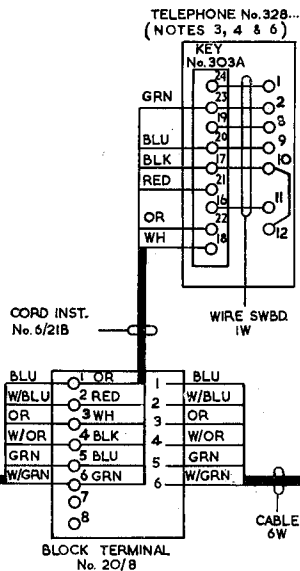 TELEPHONE No.328...
(NOTES 3, 4 & 6)
KEY
No.303A
24 1
GRN 23 2
19 8
BLU 20 9
BLK 17 10
RED 21
16 11
OR 22 12
WH 18
CORD INST.
No.6/21B
WIRE SWBD.
1W
BLU 1 OR 1 BLU
W/BLU 2 RED 2 W/BLU
OR 3 WH 3 OR
W/OR 4 BLK 4 W/OR
GRN 5 BLU 5 GRN
W/GRN 6 GRN 6 W/GRN
7
8
CABLE
6W
BLOCK TERMINAL
No. 20/8